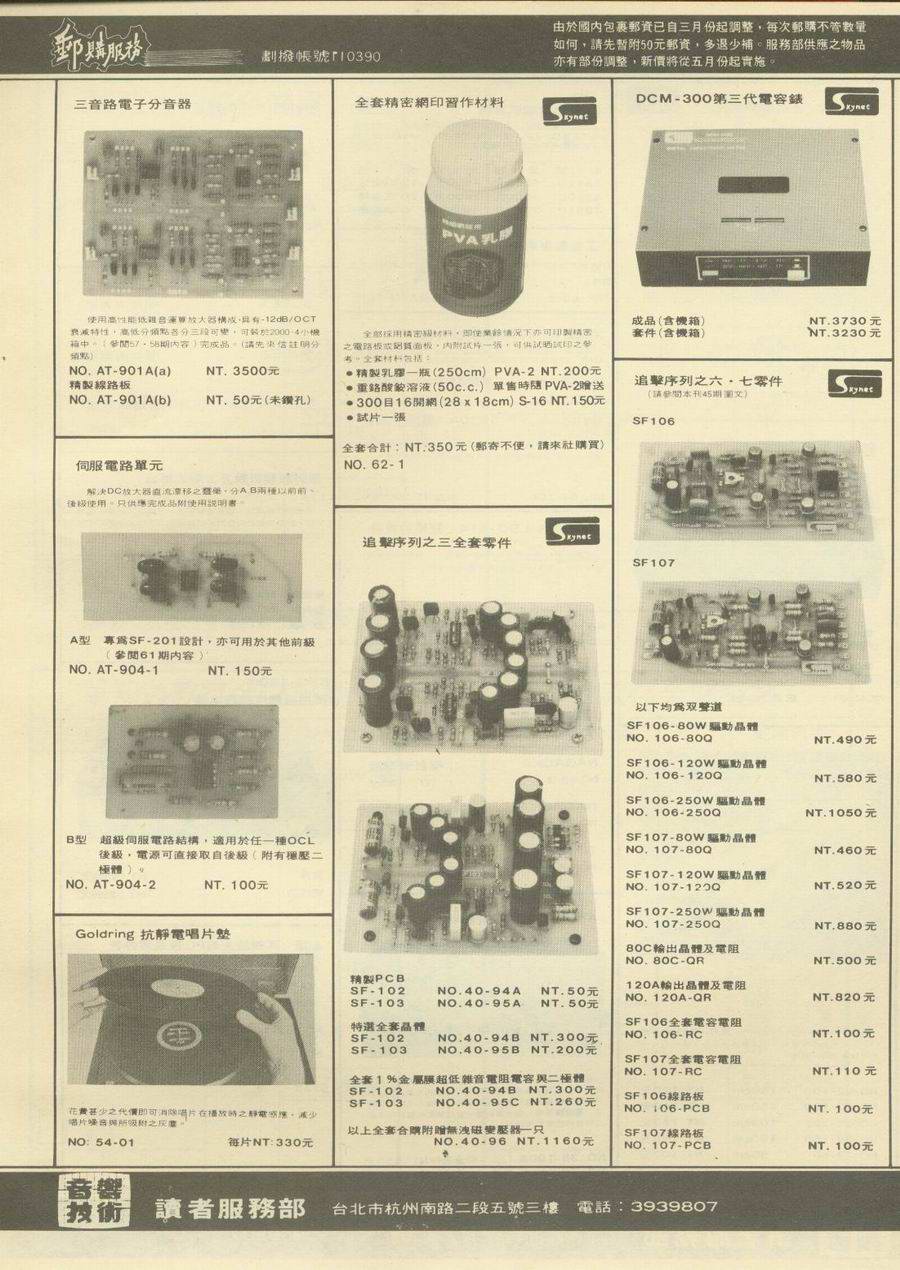 郵購服務
劃撥帳號110390
由於國內包裹郵資已自三月份起調整，每次郵購不管數量
如何，請先暫附50元郵資，多退少補。服務部供應之物品
亦有部份調整，新價將從五月份起實施。
三音路電子分音器
使用高性能低雜音運算放大器構成，具有-12dB/OCT
衰減特性，高低分頻點各分三段可變，可裝於2000-4小機
箱中。（參閱57、58期內容）完成品。(請先來信註明分
頻點)
NO. AT-901A(a) NT. 3500元
精製線路板
NO. AT-901A(b) NT. 50元(未鑽孔)
伺服電路單元
解決DC放大器直流漂移之
分A.B兩種以前前、
後級使用。只供應完成品附使用說明書。
A型 專為SF-201設計，亦可用於其他前級
（參閱61期內容）
NO. AT-904-1 NT. 150元
B型 超級伺服電路結構，適用於任一種OCL
後級，電源可直接取自後級（附有穩壓二
極體）。
NO. AT-904-2 NT. 100元
Goldring 抗靜電唱片墊
花費甚少之代價即可消除唱片在播放時之靜電感應，減少
唱片噪音與所吸附之灰塵。
NO: 54-01 每片NT:330元
全套精密網印習作材料
Skynet
PVA乳膠
全部採用精密級材料，即使業餘情況下亦可印製精密
之電路板或鋁質面板，內附試片一張，可供試晒試印之參
考。全套材料包括：
●精製乳膠一瓶(250cm) PVA-2 NT.200元
●重鉻酸銨溶液(50c.c.) 單售時隨PVA-2贈送
●300目16開網(28 x 18cm) S-16 NT.150元
●試片一張
全套合計：NT.350元(郵寄不便，請來社購買)
NO. 62-1
追擊序列之三全套零件
Skynet
精製PCB
SF-102 NO.40-94A NT.50元
SF-103 NO.40-95A NT.50元
特選全套晶體
SF-102 NO.40-94B NT.300元
SF-103 NO.40-95B NT.200元
全套1%金屬膜超低雜音電阻電容與二極體
SF-102 NO.40-94B NT.300元
SF-103 NO.40-95C NT.260元
以上全套合購附贈無洩磁變壓器一只
NO.40-96 NT.1160元
DCM-300第三代電容錶
Skynet
成品(含機箱) NT.3730元
套件(含機箱) NT.3230元
追擊序列之六・七零件
(請參閱本刊45期圖文)
Skynet
SF106
SF107
以下均為双聲道
SF106-80W驅動晶體
NO. 106-80Q NT.490元
SF106-120W驅動晶體
NO. 106-120Q NT.580元
SF106-250W驅動晶體
NO. 106-250Q NT.1050元
SF107-80W驅動晶體
NO. 107-80Q NT.460元
SF107-120W驅動晶體
NO. 107-120Q NT.520元
SF107-250W驅動晶體
NO. 107-250Q NT.880元
80C輸出晶體及電阻
NO. 80C-QR NT.500元
120A輸出晶體及電阻
NO. 120A-QR NT.820元
SF106全套電容電阻
NO. 106-RC NT.100元
SF107全套電容電阻
NO. 107-RC NT.110元
SF106線路板
NO. 106-PCB NT. 100元
SF107線路板
NO. 107-PCB NT. 100元
音響技術
讀者服務部 台北市杭州南路二段五號三樓 電話：3939807